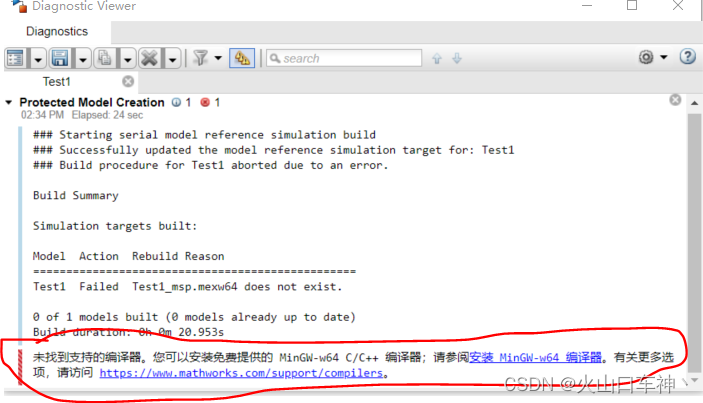 Diagnostic Viewer
Diagnostics
search
Test1
Protected Model Creation 1 1
02:34 PM Elapsed: 24 sec
### Starting serial model reference simulation build
### Successfully updated the model reference simulation target for: Test1
### Build procedure for Test1 aborted due to an error.
Build Summary
Simulation targets built:
Model Action Rebuild Reason
================================================
Test1 Failed Test1_msp.mexw64 does not exist.
0 of 1 models built (0 models already up to date)
Build duration: 0h 0m 20.953s
未找到支持的编译器。您可以安装免费提供的 MinGW-w64 C/C++ 编译器；请参阅安装 MinGW-w64 编译器。有关更多选
项，请访问 https://www.mathworks.com/support/compilers。
CSDN @火山口车神丶